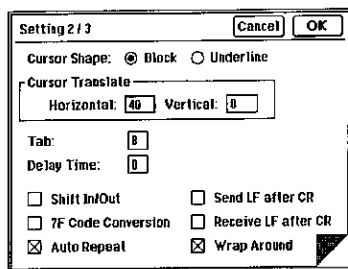 Setting 2/3 Cancel OK
Cursor Shape: Block Underline
Cursor Translate
Horizontal: 40 Vertical: 0
Tab: 8
Delay Time: 0
Shift In/Out Send LF after CR
7F Code Conversion Receive LF after CR
Auto Repeat Wrap Around